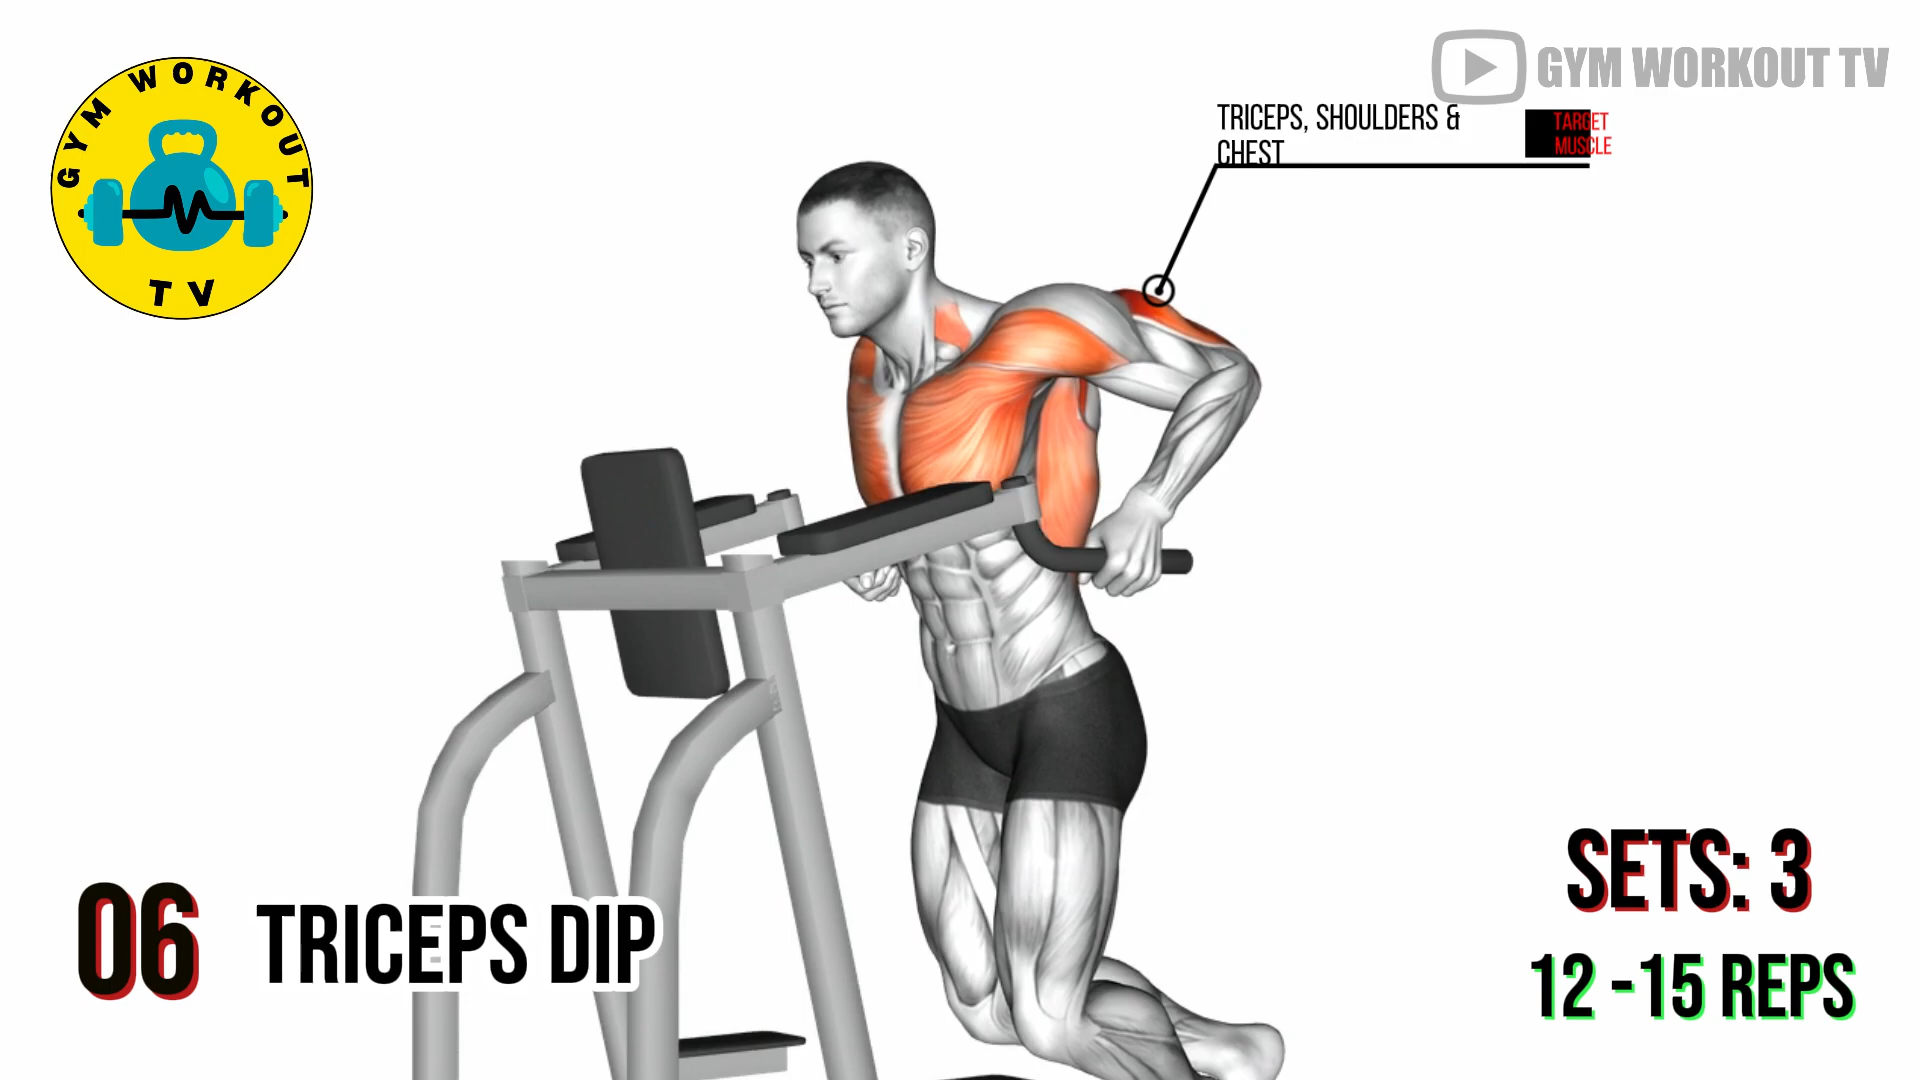 GYM WORKOUT
TV
GYM WORKOUT TV
TRICEPS, SHOULDERS &
CHEST
TARGET
MUSCLE
06 TRICEPS DIP
SETS: 3
12 -15 REPS